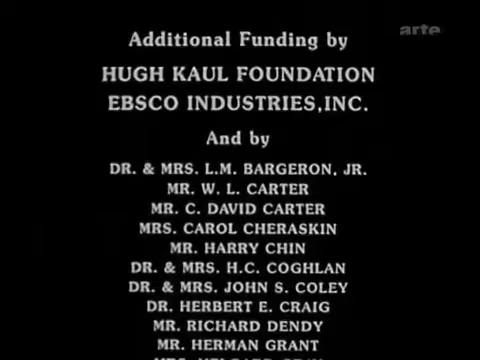 arte
Additional Funding by
HUGH KAUL FOUNDATION
EBSCO INDUSTRIES,INC.
And by
DR. & MRS. L.M. BARGERON, JR.
MR. W. L. CARTER
MR. C. DAVID CARTER
MRS. CAROL CHERASKIN
MR. HARRY CHIN
DR. & MRS. H.C. COGHLAN
DR. & MRS. JOHN S. COLEY
DR. HERBERT E. CRAIG
MR. RICHARD DENDY
MR. HERMAN GRANT